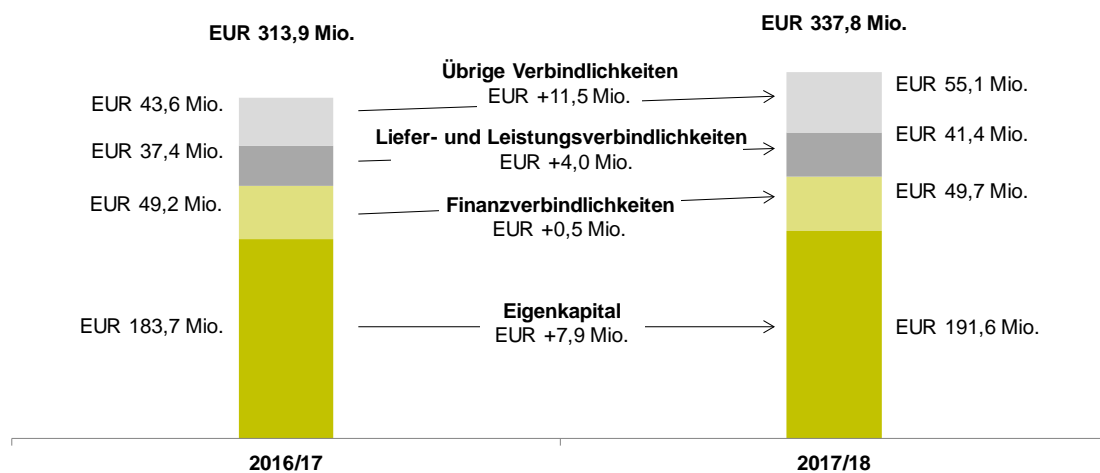 EUR 313,9 Mio.
EUR 337,8 Mio.
Übrige Verbindlichkeiten
EUR +11,5 Mio.
EUR 43,6 Mio.
EUR 55,1 Mio.
Liefer- und Leistungsverbindlichkeiten
EUR +4,0 Mio.
EUR 37,4 Mio.
EUR 41,4 Mio.
Finanzverbindlichkeiten
EUR +0,5 Mio.
EUR 49,2 Mio.
EUR 49,7 Mio.
Eigenkapital
EUR +7,9 Mio.
EUR 183,7 Mio.
EUR 191,6 Mio.
2016/17
2017/18